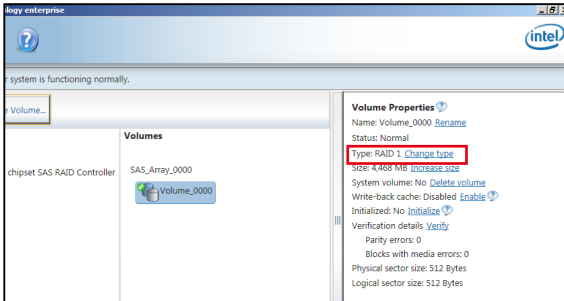 ology enterprise
intel
r system is functioning normally.
e Volume...
Volumes
chipset SAS RAID Controller
SAS_Array_0000
Volume_0000
Volume Properties
Name: Volume_0000 Rename
Status: Normal
Type: RAID 1 Change type
Size: 4,468 MB Increase size
System volume: No Delete volume
Write-back cache: Disabled Enable
Initialized: No Initialize
Verification details Verify
Parity errors: 0
Blocks with media errors: 0
Physical sector size: 512 Bytes
Logical sector size: 512 Bytes